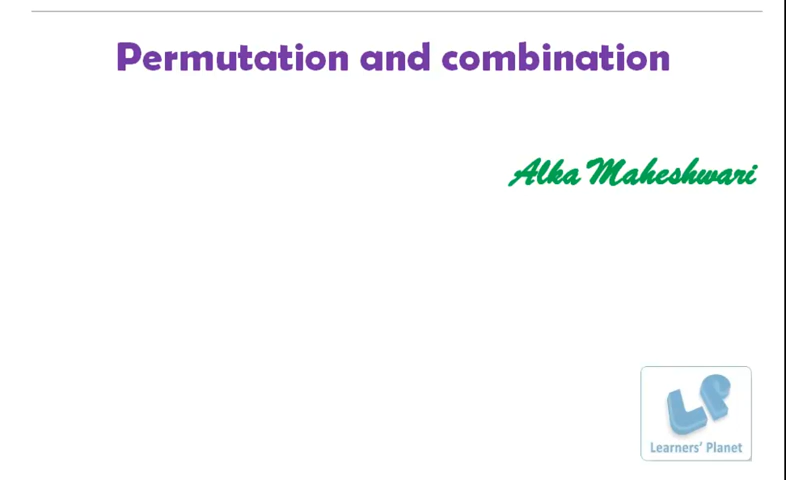 Permutation and combination
Alka Maheshwari
LP
Learners' Planet